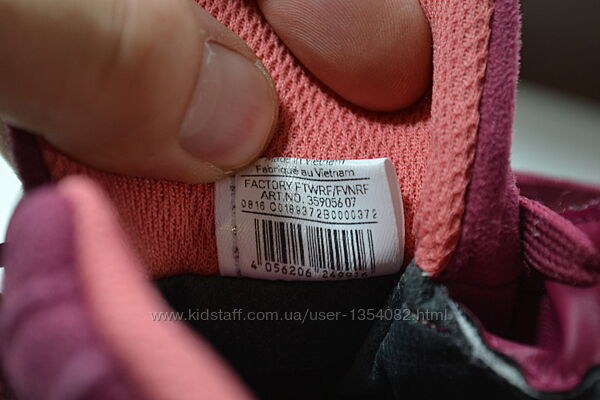 Made in Vietnam
Fabriqué au Vietnam
FACTORY FTWRF/FVNRF
ART.NO. 359056 07
0816 C0189372B0000372
4 056206 249916
www.kidstaff.com.ua/user-1354082.html